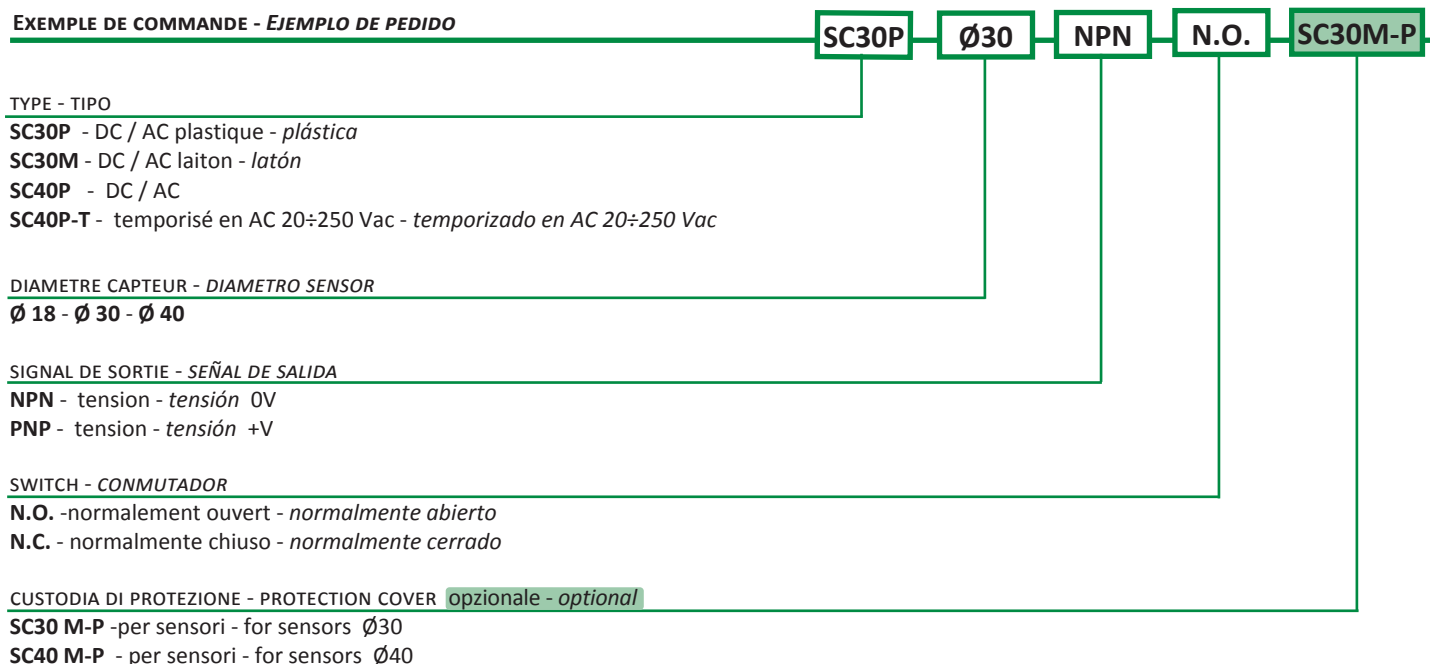 Exemple de commande - Ejemplo de pedido
SC30P Ø30 NPN N.O. SC30M-P
type - tipo
SC30P - DC / AC plastique - plástica
SC30M - DC / AC laiton - latón
SC40P - DC / AC
SC40P-T - temporisé en AC 20÷250 Vac - temporizado en AC 20÷250 Vac
diametre capteur - diametro sensor
Ø 18 - Ø 30 - Ø 40
signal de sortie - señal de salida
NPN - tension - tensión 0V
PNP - tension - tensión +V
switch - conmutador
N.O. -normalement ouvert - normalmente abierto
N.C. - normalmente chiuso - normalmente cerrado
custodia di protezione - protection cover opzionale - optional
SC30 M-P -per sensori - for sensors Ø30
SC40 M-P - per sensori - for sensors Ø40